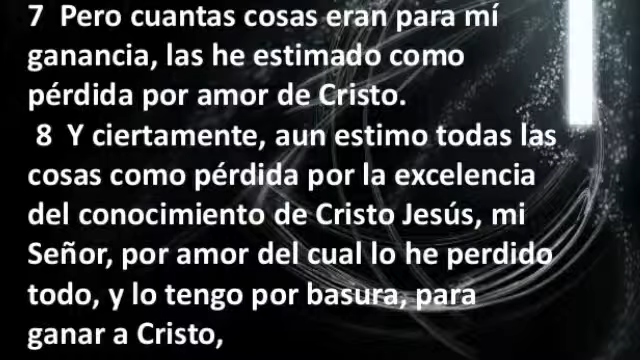 7 Pero cuantas cosas eran para mí
ganancia, las he estimado como
pérdida por amor de Cristo.
8 Y ciertamente, aun estimo todas las
cosas como pérdida por la excelencia
del conocimiento de Cristo Jesús, mi
Señor, por amor del cual lo he perdido
todo, y lo tengo por basura, para
ganar a Cristo,